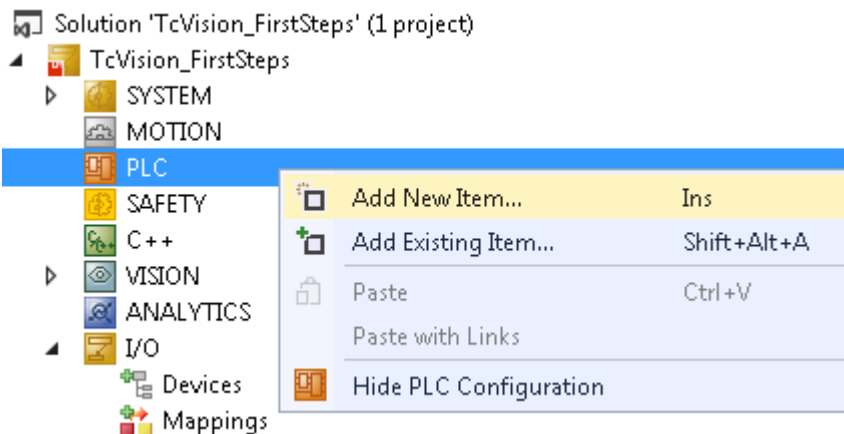 Solution 'TcVision_FirstSteps' (1 project)
TcVision_FirstSteps
SYSTEM
MOTION
PLC
SAFETY
C++
VISION
ANALYTICS
I/O
Devices
Mappings
Add New Item... Ins
Add Existing Item... Shift+Alt+A
Paste Ctrl+V
Paste with Links
Hide PLC Configuration